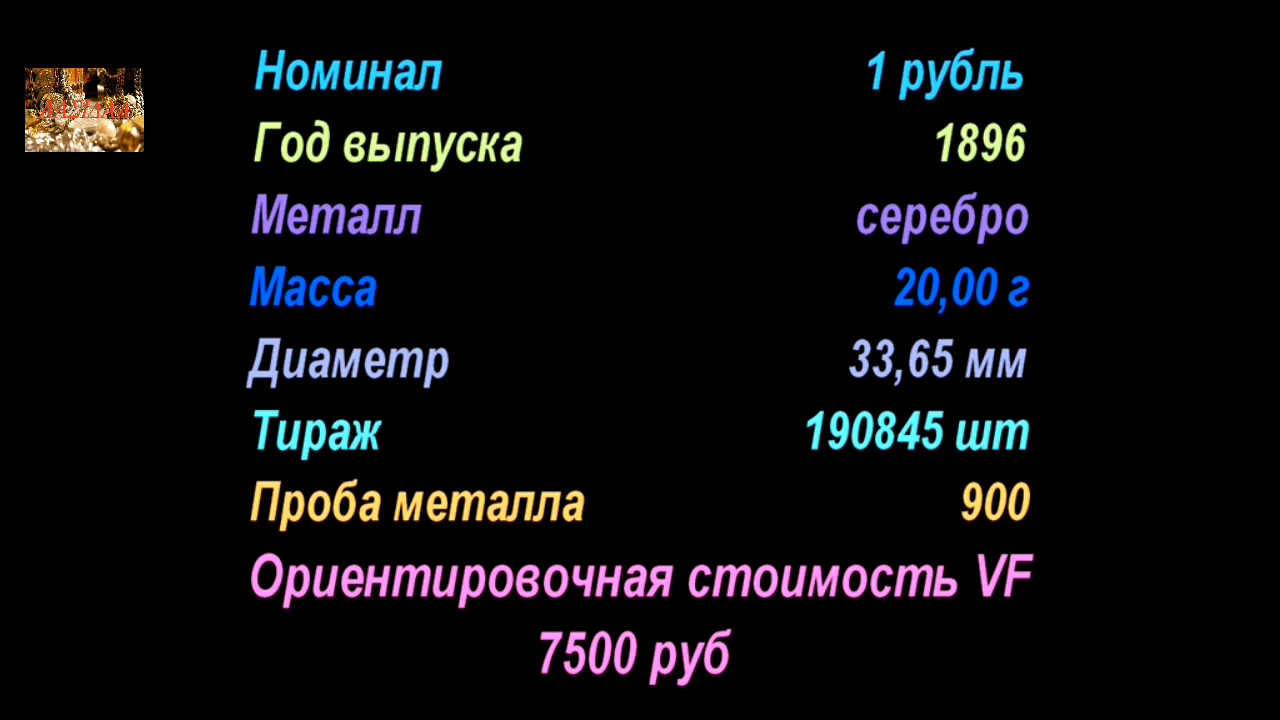 Номинал 1 рубль
Год выпуска 1896
Металл серебро
Масса 20,00 г
Диаметр 33,65 мм
Тираж 190845 шт
Проба металла 900
Ориентировочная стоимость VF
7500 руб